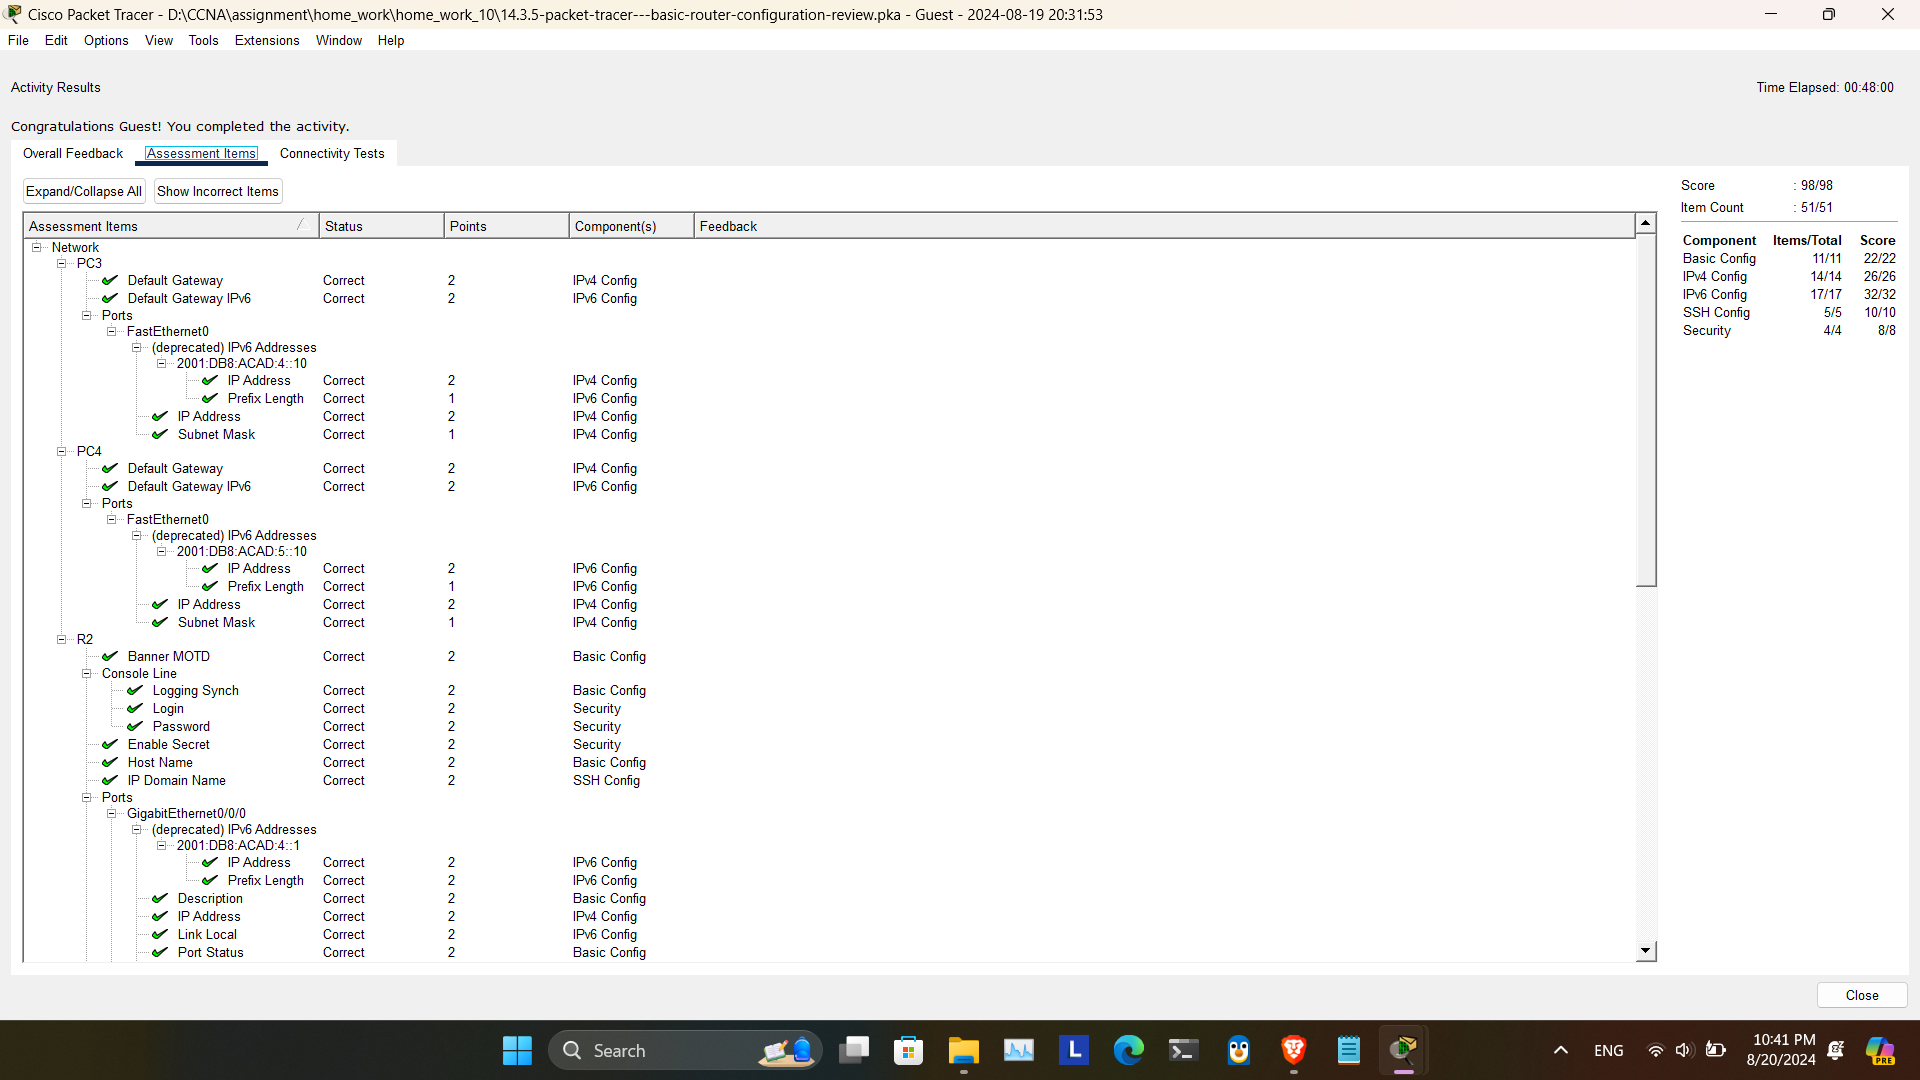 Cisco Packet Tracer - D:\CCNA\assignment\home_work\home_work_10\14.3.5-packet-tracer---basic-router-configuration-review.pka - Guest - 2024-08-19 20:31:53
File Edit Options View Tools Extensions Window Help
Activity Results Time Elapsed: 00:48:00
Congratulations Guest! You completed the activity.
Overall Feedback Assessment Items Connectivity Tests
Expand/Collapse All Show Incorrect Items
Assessment Items Status Points Component(s) Feedback
Network
PC3
Default Gateway Correct 2 IPv4 Config
Default Gateway IPv6 Correct 2 IPv6 Config
Ports
FastEthernet0
(deprecated) IPv6 Addresses
2001:DB8:ACAD:4::10
IP Address Correct 2 IPv4 Config
Prefix Length Correct 1 IPv6 Config
IP Address Correct 2 IPv4 Config
Subnet Mask Correct 1 IPv4 Config
PC4
Default Gateway Correct 2 IPv4 Config
Default Gateway IPv6 Correct 2 IPv6 Config
Ports
FastEthernet0
(deprecated) IPv6 Addresses
2001:DB8:ACAD:5::10
IP Address Correct 2 IPv6 Config
Prefix Length Correct 1 IPv6 Config
IP Address Correct 2 IPv4 Config
Subnet Mask Correct 1 IPv4 Config
R2
Banner MOTD Correct 2 Basic Config
Console Line
Logging Synch Correct 2 Basic Config
Login Correct 2 Security
Password Correct 2 Security
Enable Secret Correct 2 Security
Host Name Correct 2 Basic Config
IP Domain Name Correct 2 SSH Config
Ports
GigabitEthernet0/0/0
(deprecated) IPv6 Addresses
2001:DB8:ACAD:4::1
IP Address Correct 2 IPv6 Config
Prefix Length Correct 2 IPv6 Config
Description Correct 2 Basic Config
IP Address Correct 2 IPv4 Config
Link Local Correct 2 IPv6 Config
Port Status Correct 2 Basic Config
Score : 98/98
Item Count : 51/51
Component Items/Total Score
Basic Config 11/11 22/22
IPv4 Config 14/14 26/26
IPv6 Config 17/17 32/32
SSH Config 5/5 10/10
Security 4/4 8/8
Close
Search
L
ENG
10:41 PM
8/20/2024
PRE